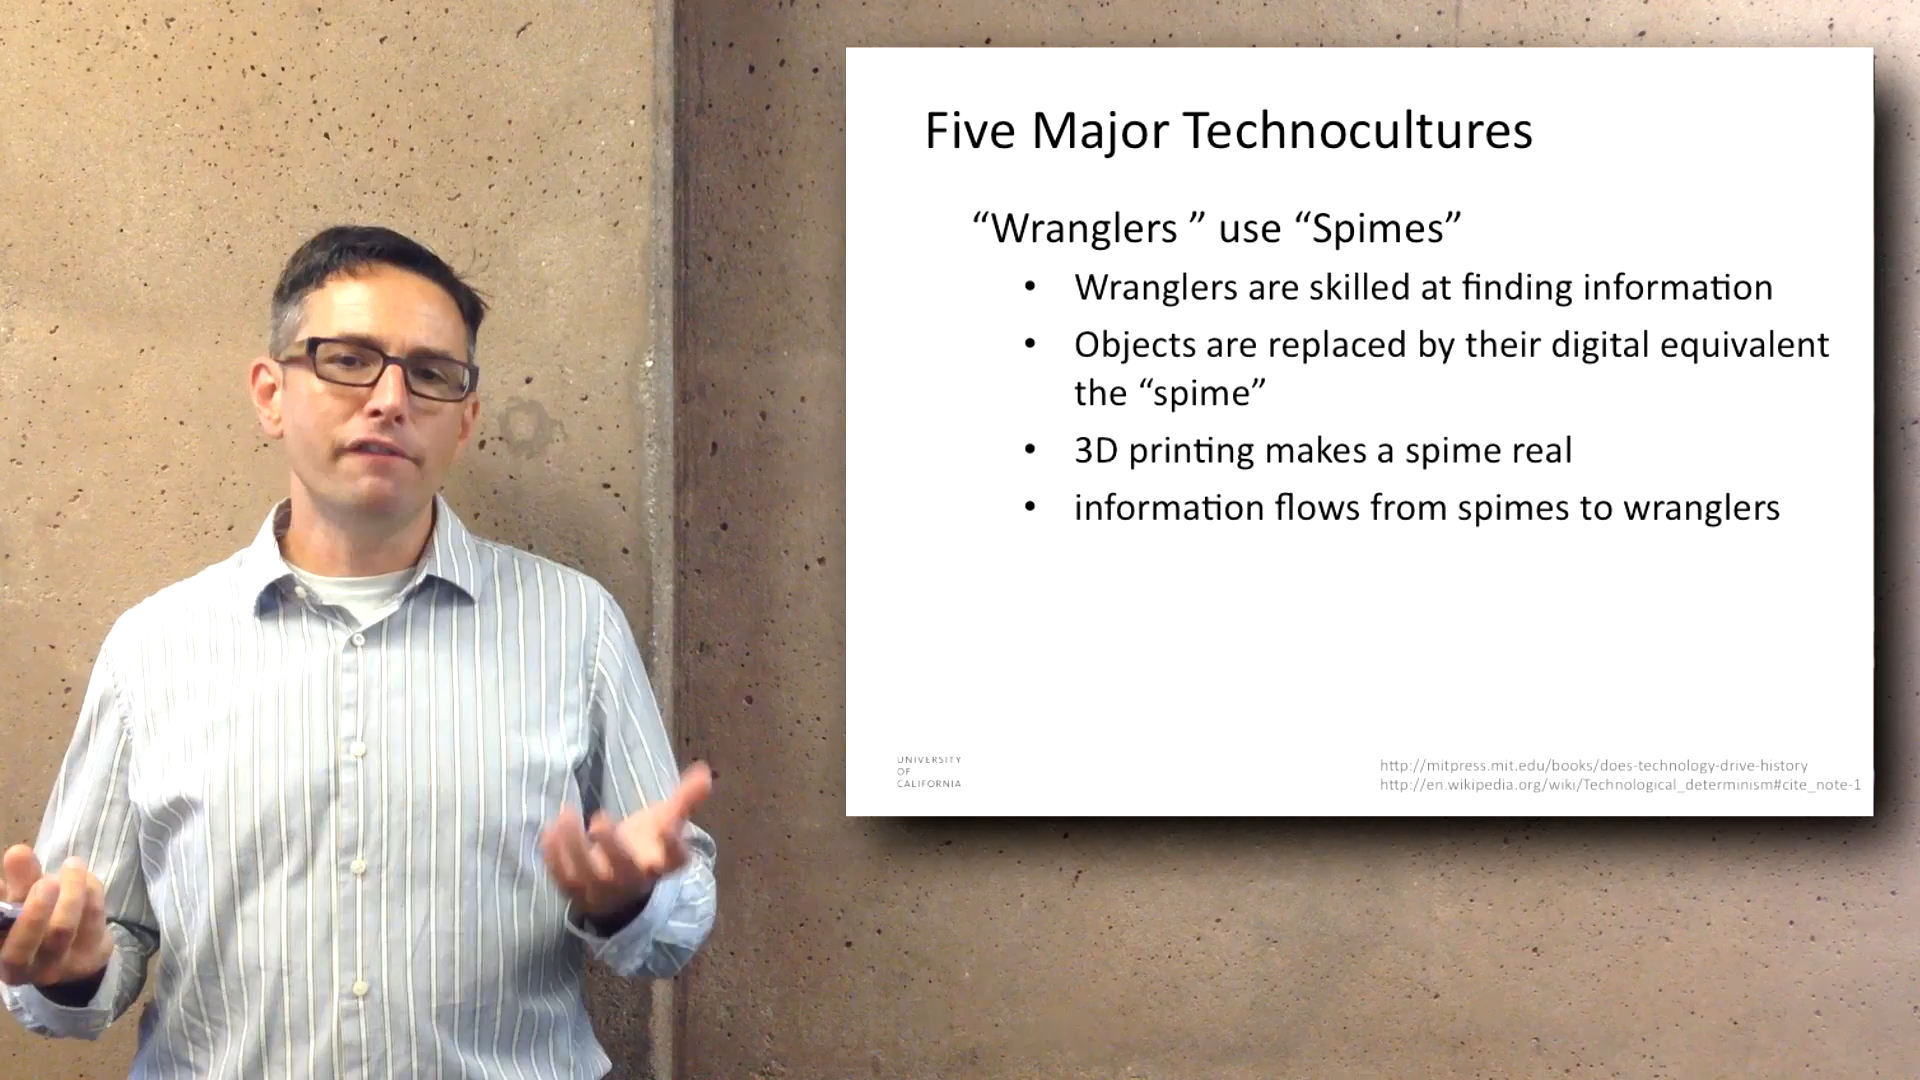 Five Major Technocultures
“Wranglers ” use “Spimes”
• Wranglers are skilled at finding information
• Objects are replaced by their digital equivalent
the “spime”
• 3D printing makes a spime real
• information flows from spimes to wranglers
UNIVERSITY
OF
CALIFORNIA
http://mitpress.mit.edu/books/does-technology-drive-history
http://en.wikipedia.org/wiki/Technological_determinism#cite_note-1